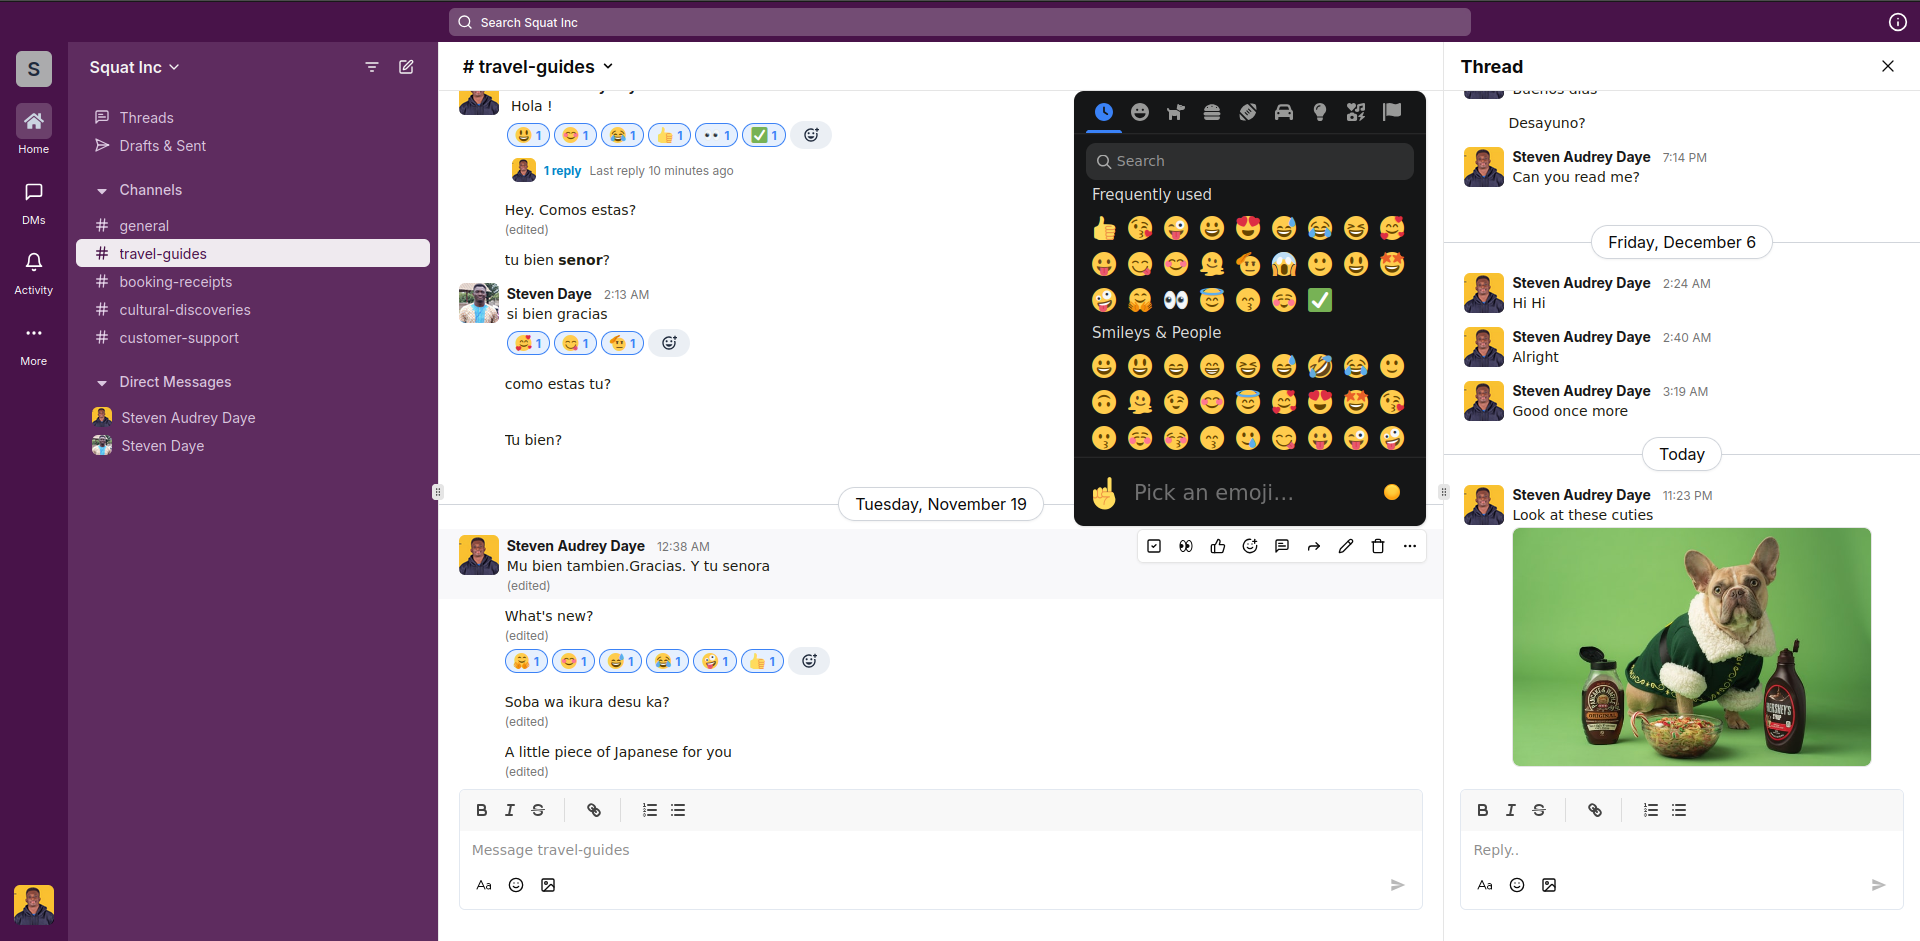 Search Squat Inc
S
Home
DMs
Activity
More
Squat Inc
Threads
Drafts & Sent
Channels
# general
# travel-guides
# booking-receipts
# cultural-discoveries
# customer-support
Direct Messages
Steven Audrey Daye
Steven Daye
# travel-guides
Hola !
1
1
1
1
1
1
1 reply Last reply 10 minutes ago
Hey. Comos estas?
(edited)
tu bien senor?
Steven Daye 2:13 AM
si bien gracias
1
1
1
como estas tu?
Tu bien?
Tuesday, November 19
Steven Audrey Daye 12:38 AM
Mu bien tambien.Gracias. Y tu senora
(edited)
What's new?
(edited)
1
1
1
1
1
1
Soba wa ikura desu ka?
(edited)
A little piece of Japanese for you
(edited)
B I S
Message travel-guides
Aa
Search
Frequently used
Smileys & People
Pick an emoji...
Thread
Buenos dias
Desayuno?
Steven Audrey Daye 7:14 PM
Can you read me?
Friday, December 6
Steven Audrey Daye 2:24 AM
Hi Hi
Steven Audrey Daye 2:40 AM
Alright
Steven Audrey Daye 3:19 AM
Good once more
Today
Steven Audrey Daye 11:23 PM
Look at these cuties
ORIGINAL
HERSHEY'S
SYRUP
B I S
Reply..
Aa